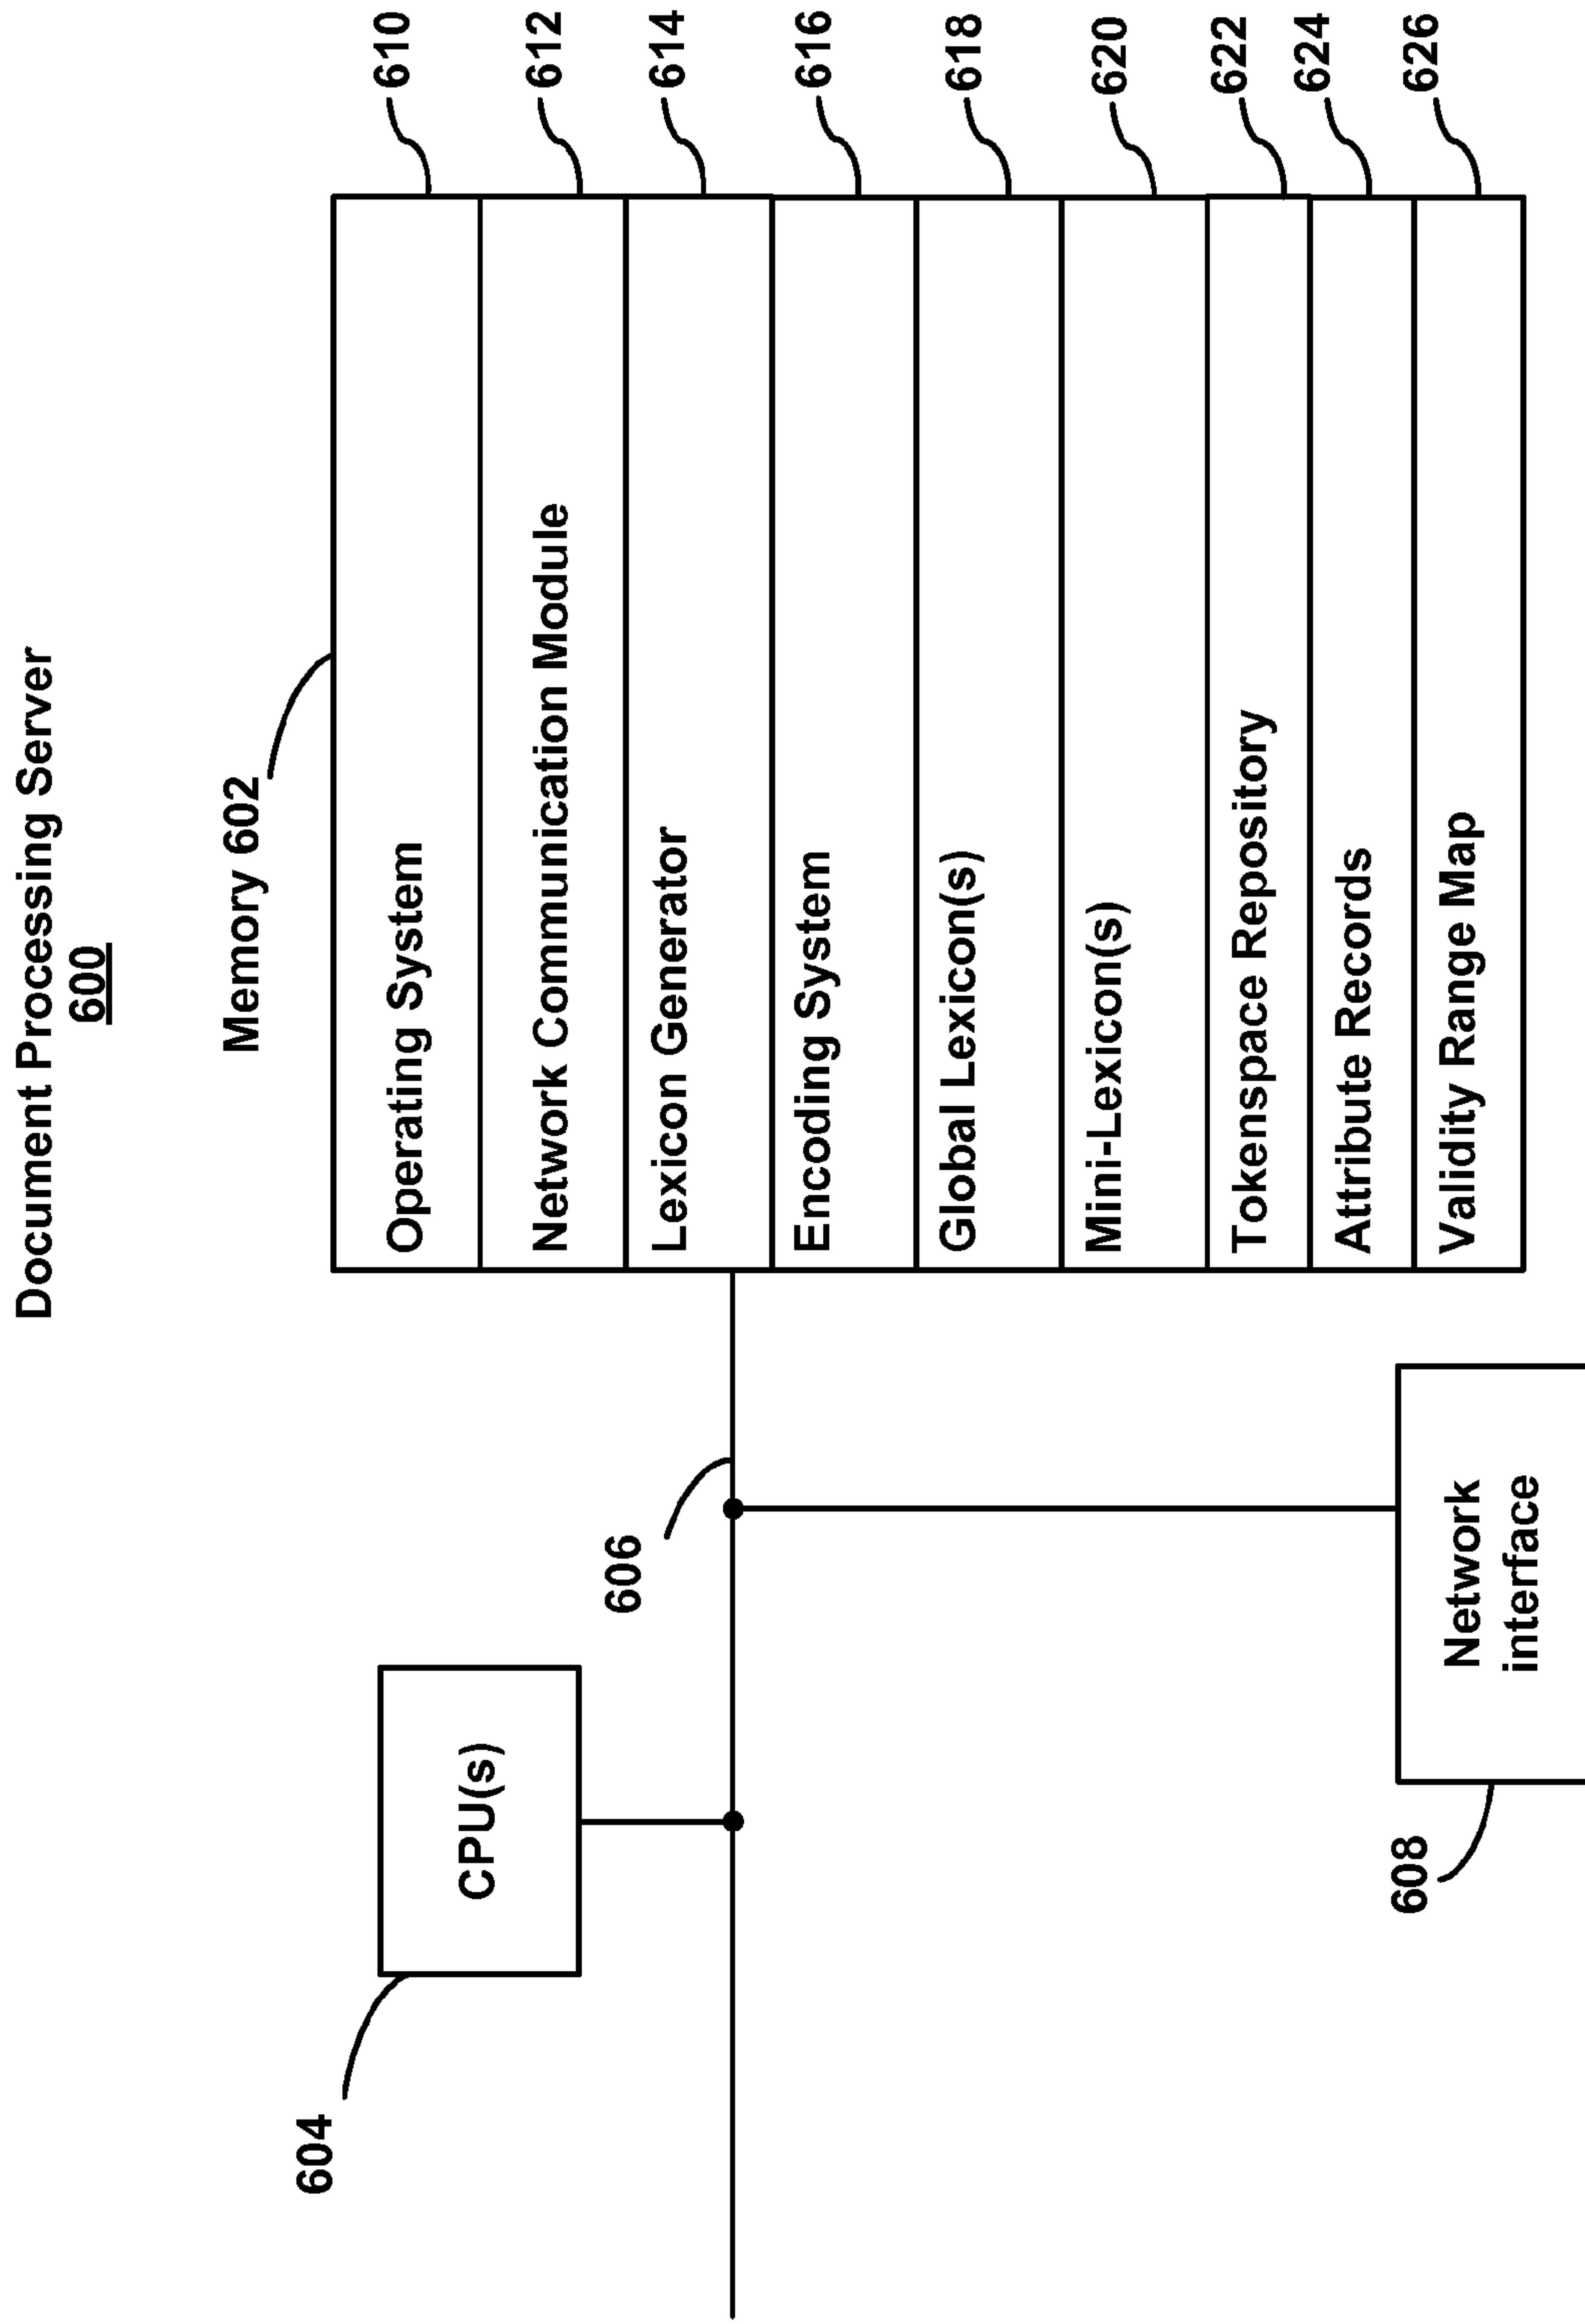 Document Processing Server
600
Memory 602
Operating System
610
Network Communication Module
612
Lexicon Generator
614
Encoding System
616
Global Lexicon(s)
618
Mini-Lexicon(s)
620
Tokenspace Repository
622
Attribute Records
624
Validity Range Map
626
604
CPU(s)
606
608
Network
interface